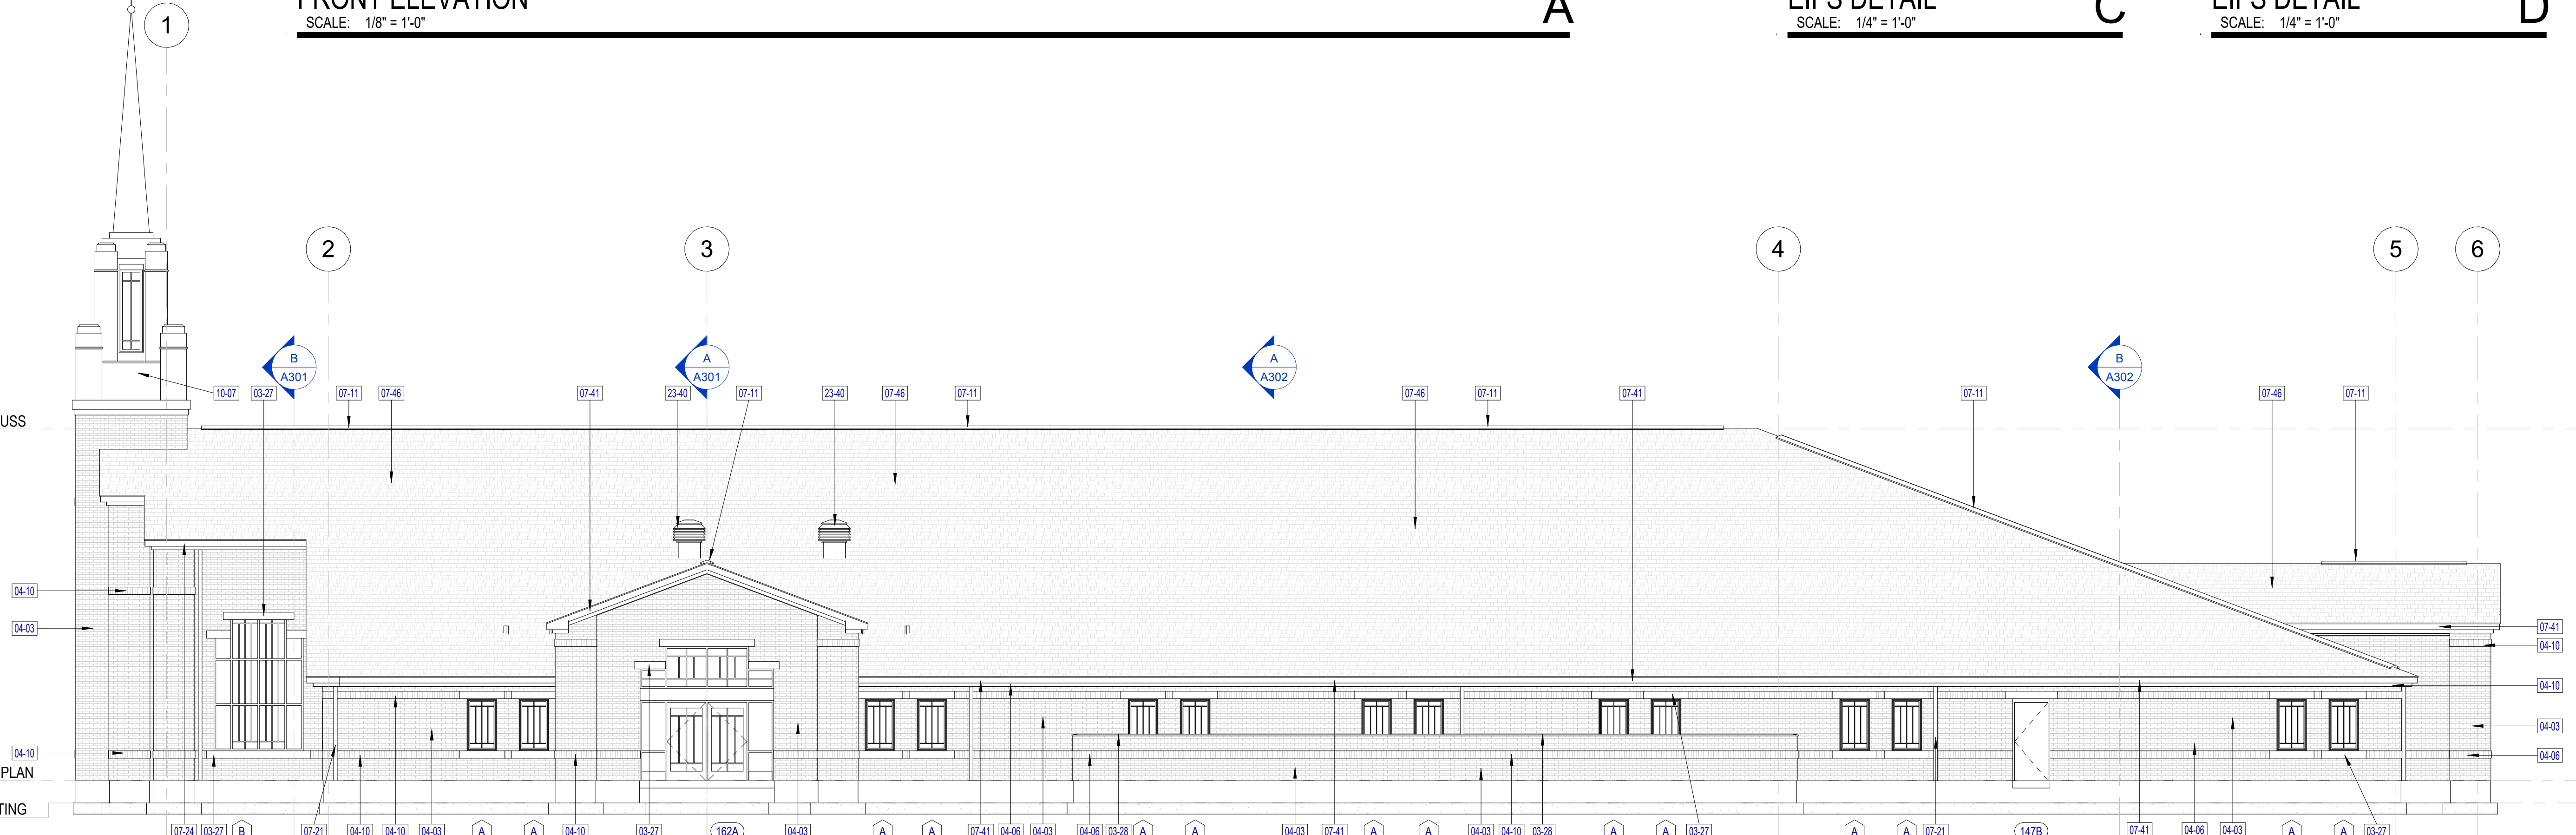 FRONT ELEVATION
SCALE: 1/8" = 1'-0"
A
EIFS DETAIL
SCALE: 1/4" = 1'-0"
C
EIFS DETAIL
SCALE: 1/4" = 1'-0"
D
1
2
3
4
5
6
B
A301
A
A301
A
A302
B
A302
10-07
03-27
07-11
07-46
07-41
23-40
07-11
23-40
07-46
07-11
07-46
07-11
07-41
07-11
07-46
07-11
USS
04-10
04-03
04-10
PLAN
TING
07-41
04-10
04-10
04-03
04-06
07-24
03-27
B
07-21
04-10
04-10
04-03
A
A
04-10
03-27
162A
04-03
A
A
07-41
04-06
04-03
04-06
03-28
A
A
04-03
07-41
A
A
04-03
04-10
03-28
A
A
03-27
A
A
07-21
147B
07-41
04-06
04-03
A
A
03-27